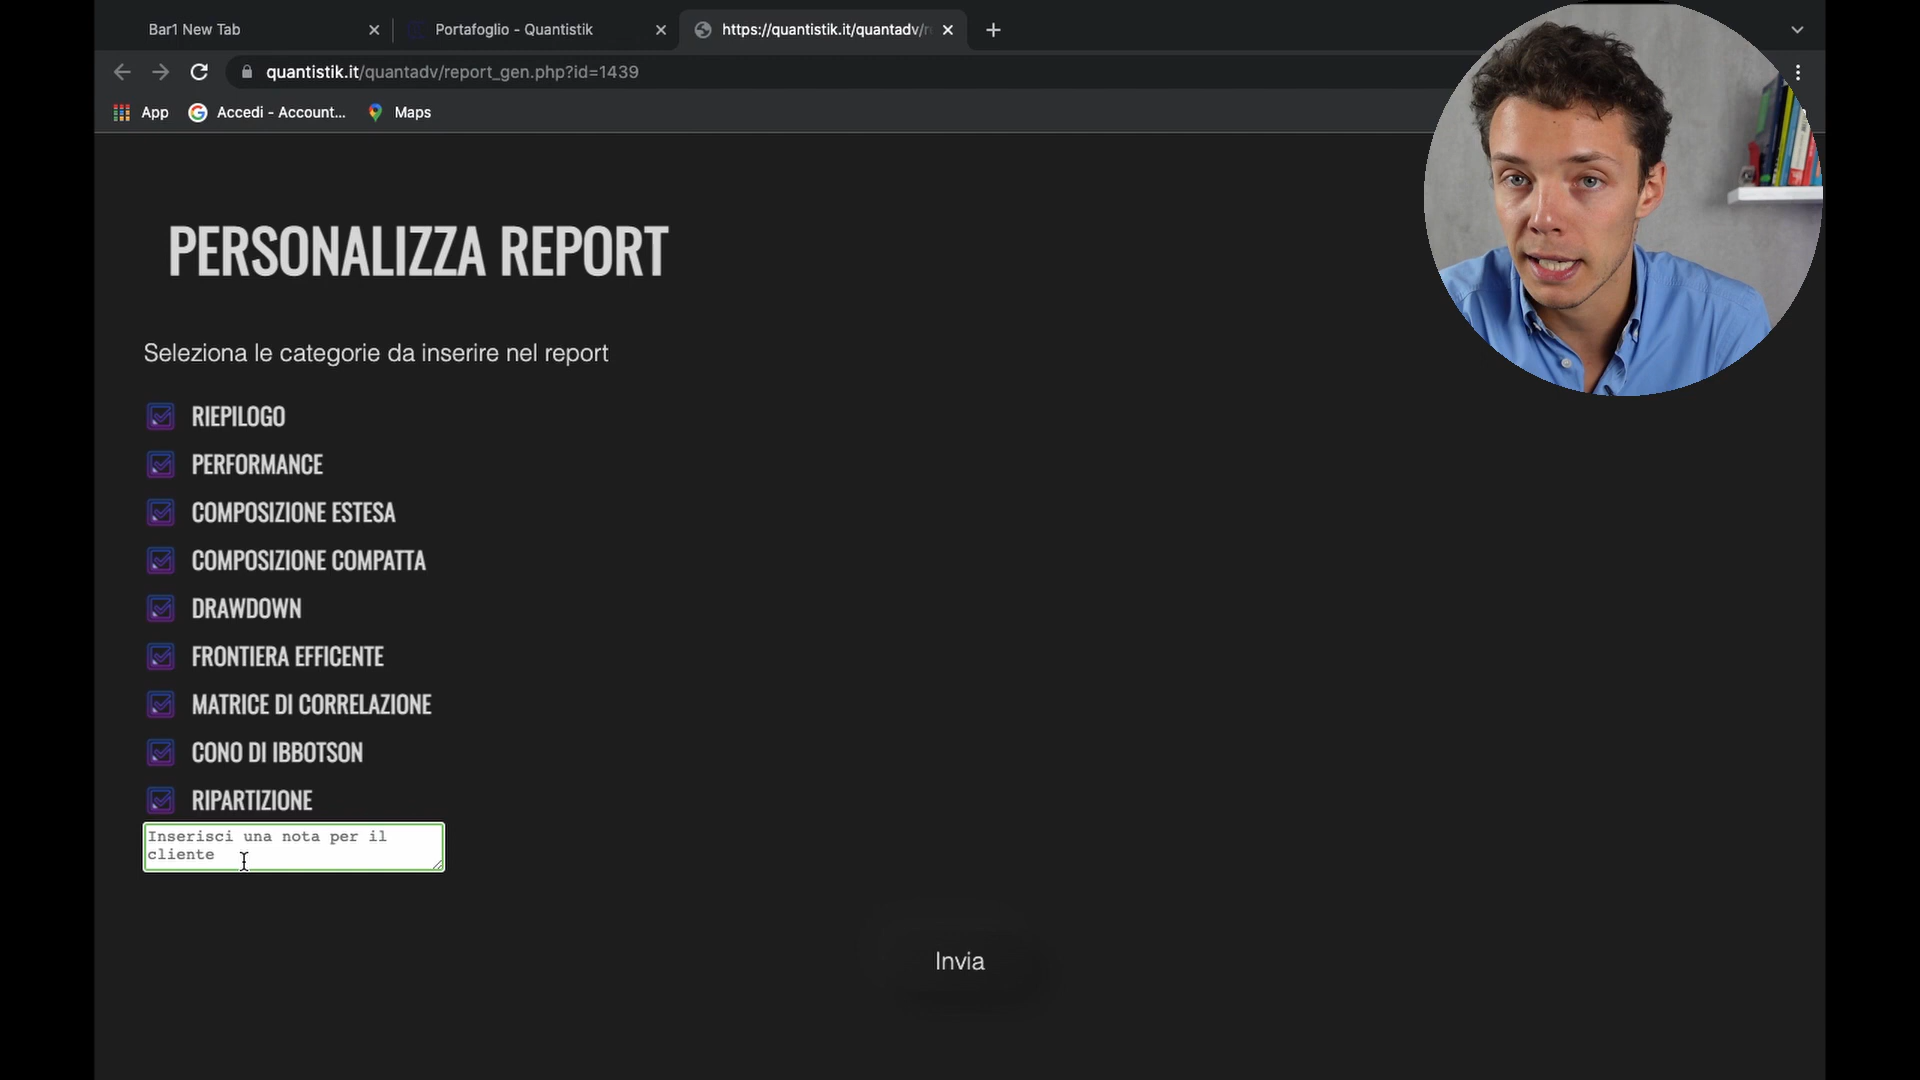 Bar1 New Tab
Portafoglio - Quantistik
https://quantistik.it/quantadv/
quantistik.it/quantadv/report_gen.php?id=1439
App
Accedi - Account...
Maps
PERSONALIZZA REPORT
Seleziona le categorie da inserire nel report
RIEPILOGO
PERFORMANCE
COMPOSIZIONE ESTESA
COMPOSIZIONE COMPATTA
DRAWDOWN
FRONTIERA EFFICENTE
MATRICE DI CORRELAZIONE
CONO DI IBBOTSON
RIPARTIZIONE
Inserisci una nota per il
cliente
Invia